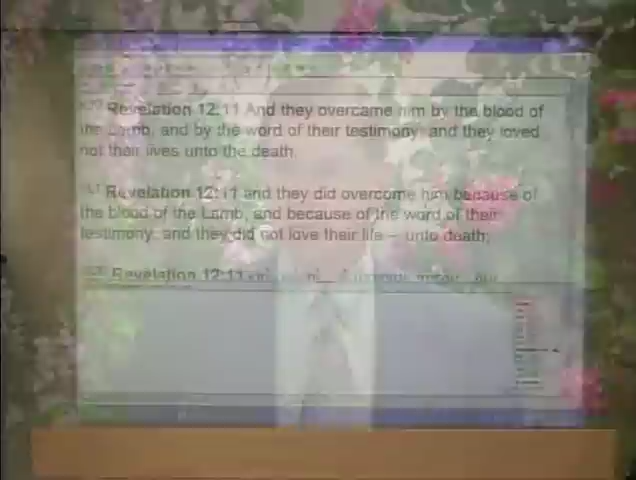 Revelation 12:11 And they overcame him by the blood of
the Lamb, and by the word of their testimony; and they loved
not their lives unto the death.
Revelation 12:11 and they did overcome him because of
the blood of the Lamb, and because of the word of their
testimony, and they did not love their life – unto death;
Revelation 12:11